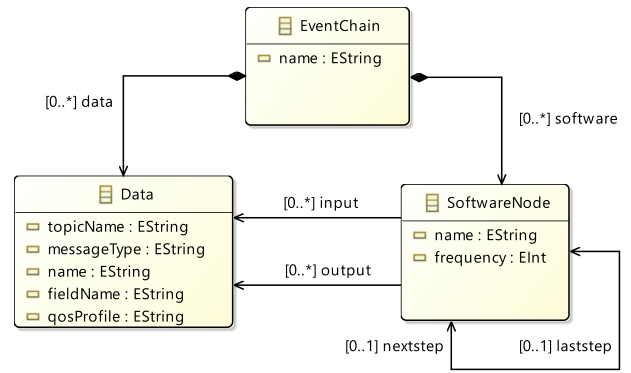 EventChain
name : EString
[0..*] data
[0..*] software
Data
topicName : EString
messageType : EString
name : EString
fieldName : EString
qosProfile : EString
[0..*] input
[0..*] output
SoftwareNode
name : EString
frequency : EInt
[0..1] nextstep
[0..1] laststep